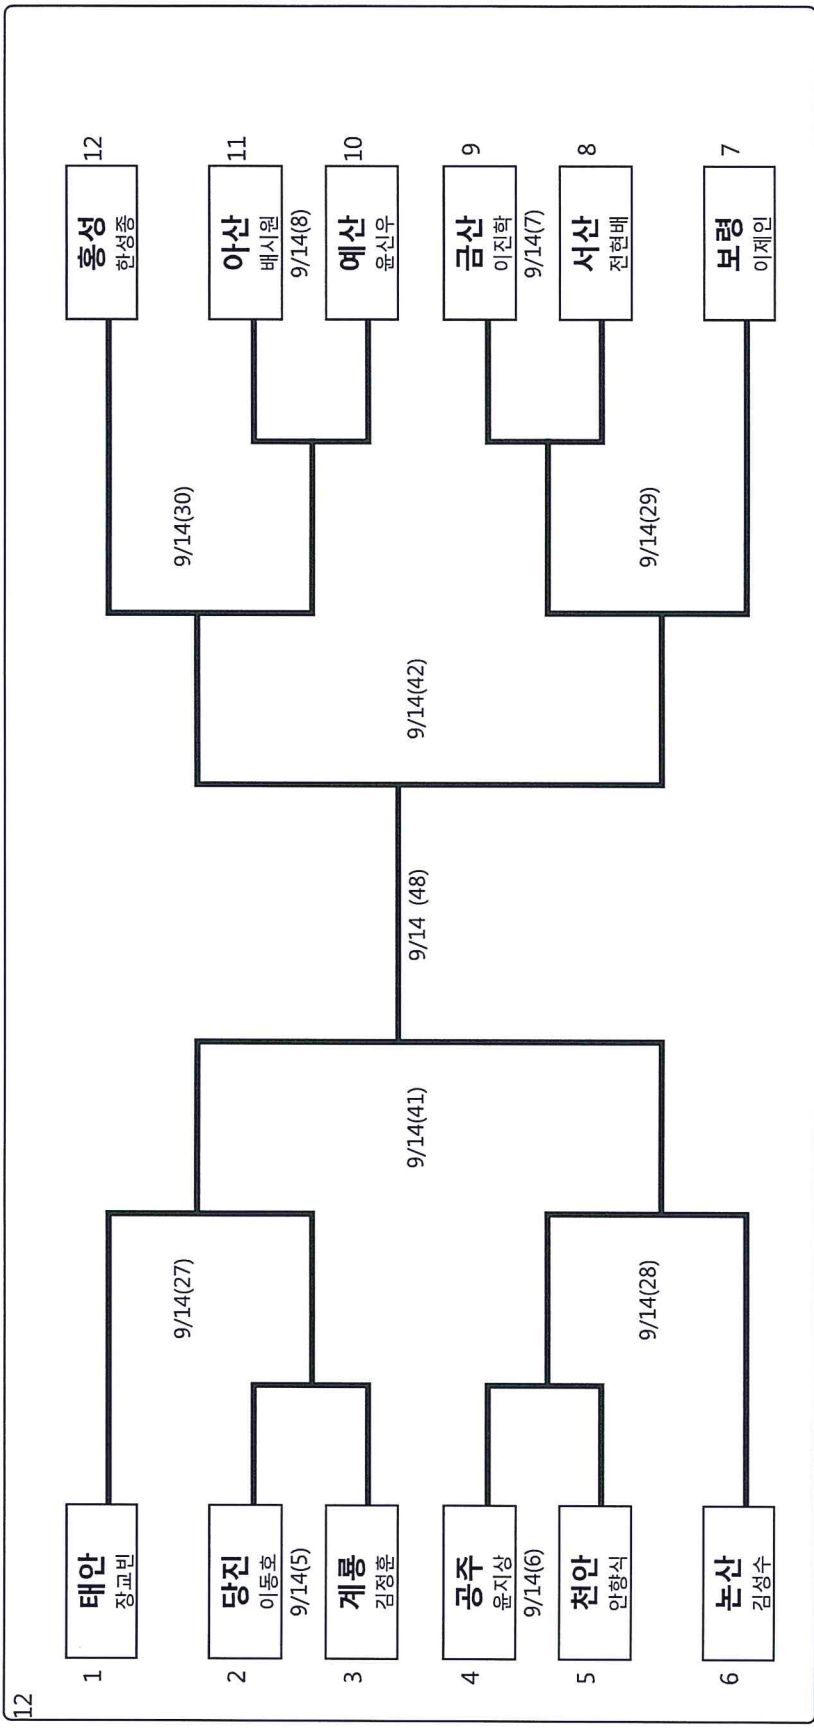 12
1
태안
장교빈
2
당진
이동호
9/14(5)
3
계룡
김정훈
4
공주
윤지상
9/14(6)
5
천안
안향식
6
논산
김성수
9/14(27)
9/14(28)
9/14(41)
9/14 (48)
9/14(42)
9/14(30)
9/14(29)
홍성
한성종
12
아산
배시원
11
9/14(8)
예산
윤신우
10
금산
이진학
9
9/14(7)
서산
전현배
8
보령
이제인
7